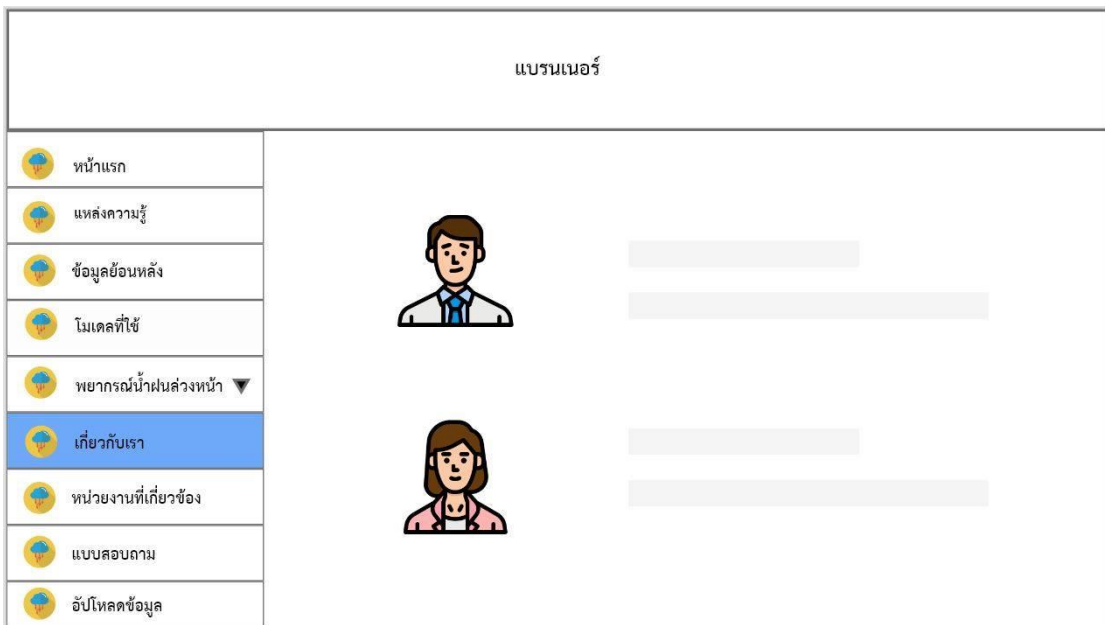 แบรนเนอร์
หน้าแรก
แหล่งความรู้
ข้อมูลย้อนหลัง
โมเดลที่ใช้
พยากรณ์น้ำฝนล่วงหน้า
เกี่ยวกับเรา
หน่วยงานที่เกี่ยวข้อง
แบบสอบถาม
อัปโหลดข้อมูล